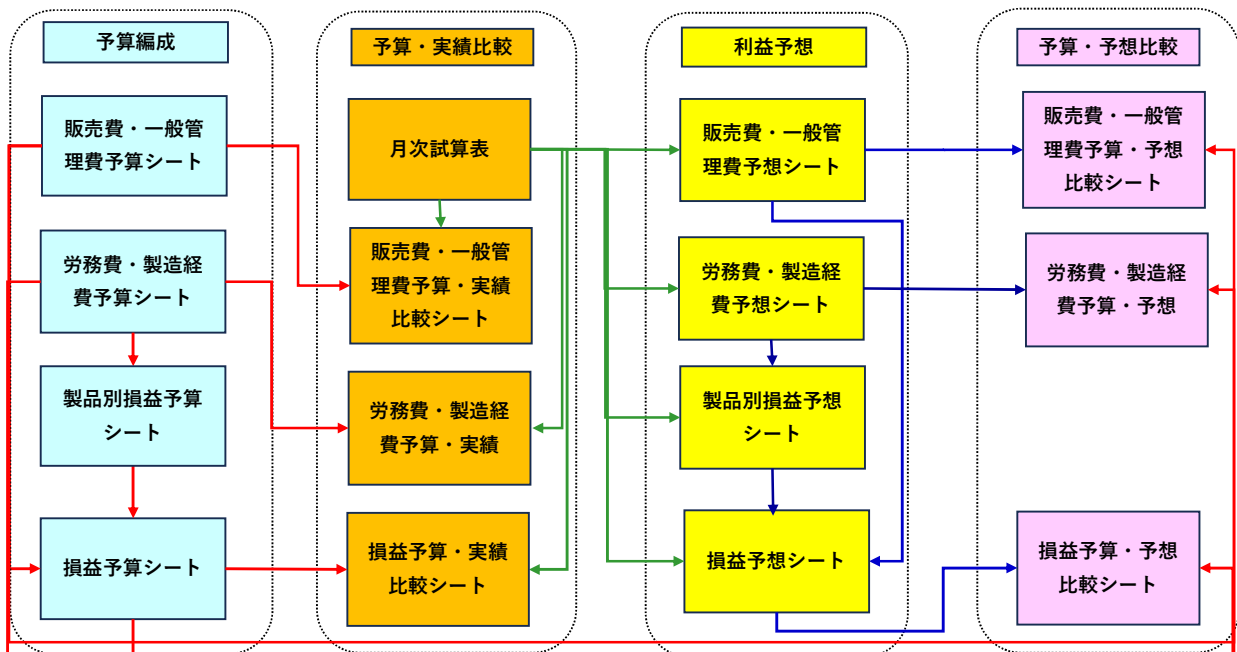 予算編成
販売費・一般管
理費予算シート
労務費・製造経
費予算シート
製品別損益予算
シート
損益予算シート
予算・実績比較
月次試算表
販売費・一般管
理費予算・実績
比較シート
労務費・製造経
費予算・実績
損益予算・実績
比較シート
利益予想
販売費・一般管
理費予想シート
労務費・製造経
費予想シート
製品別損益予想
シート
損益予想シート
予算・予想比較
販売費・一般管
理費予算・予想
比較シート
労務費・製造経
費予算・予想
損益予算・予想
比較シート